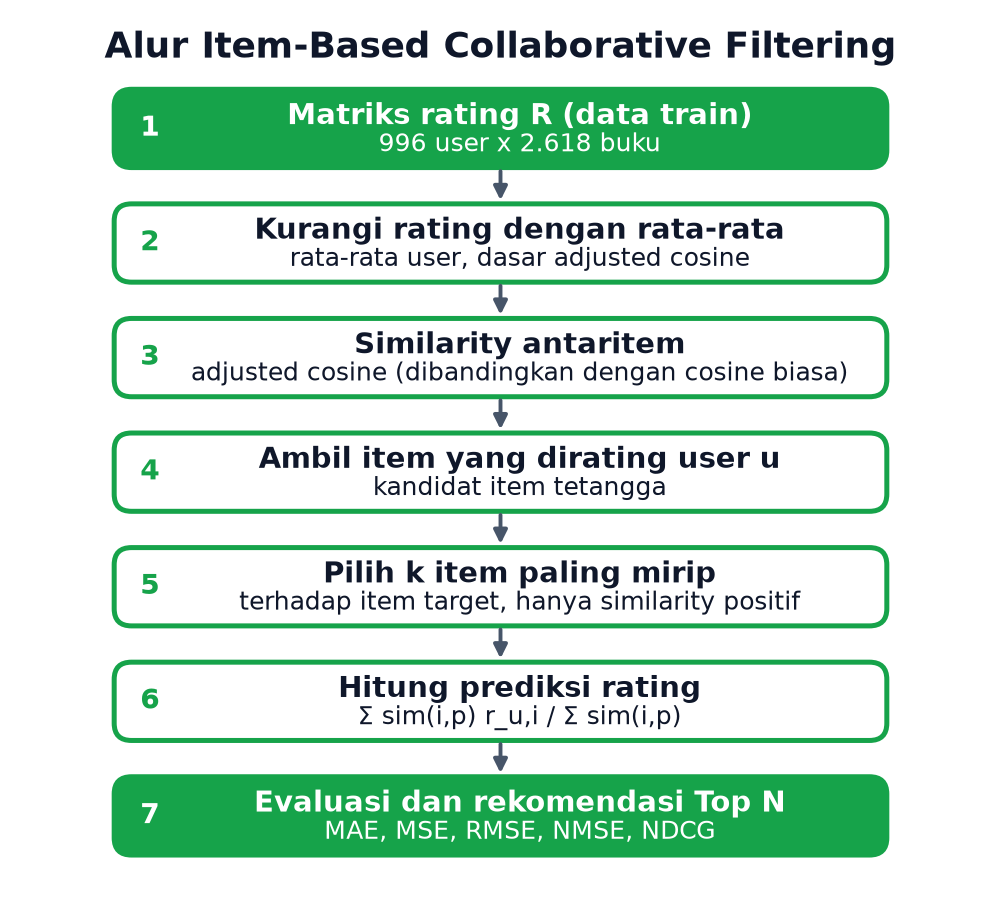 Alur Item-Based Collaborative Filtering
1
Matriks rating R (data train)
996 user x 2.618 buku
2
Kurangi rating dengan rata-rata
rata-rata user, dasar adjusted cosine
3
Similarity antaritem
adjusted cosine (dibandingkan dengan cosine biasa)
4
Ambil item yang dirating user u
kandidat item tetangga
5
Pilih k item paling mirip
terhadap item target, hanya similarity positif
6
Hitung prediksi rating
Σ sim(i,p) r_u,i / Σ sim(i,p)
7
Evaluasi dan rekomendasi Top N
MAE, MSE, RMSE, NMSE, NDCG